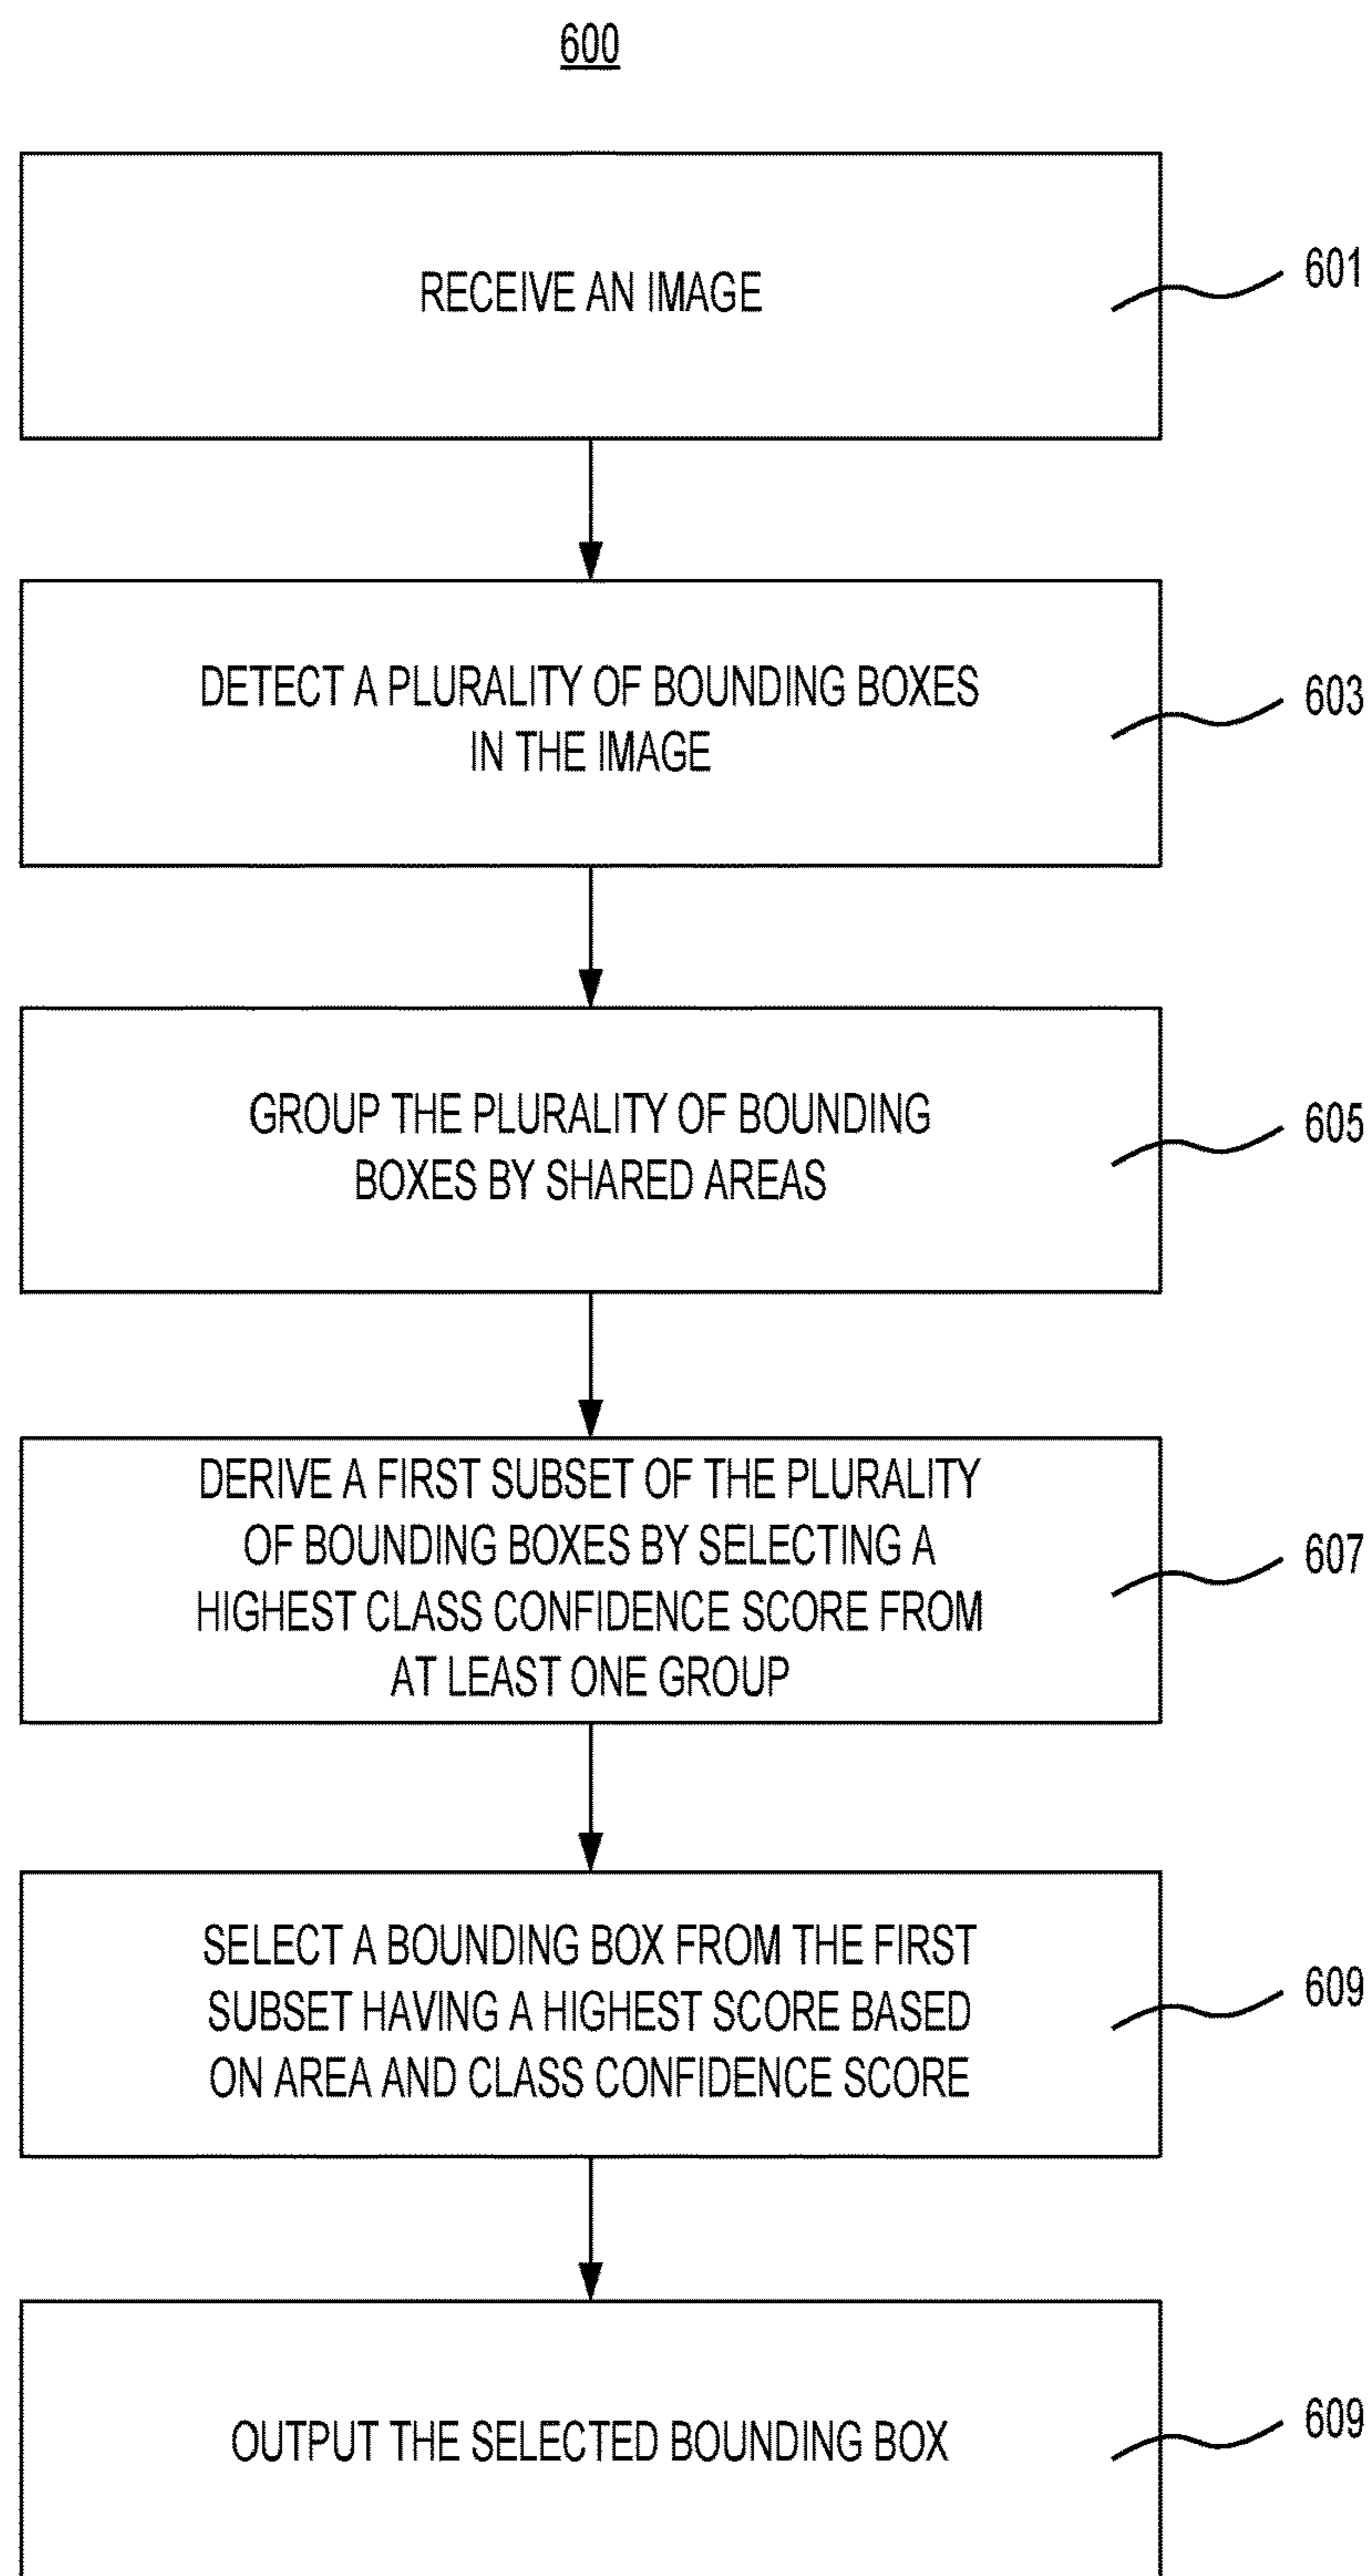 600
RECEIVE AN IMAGE
601
DETECT A PLURALITY OF BOUNDING BOXES
IN THE IMAGE
603
GROUP THE PLURALITY OF BOUNDING
BOXES BY SHARED AREAS
605
DERIVE A FIRST SUBSET OF THE PLURALITY
OF BOUNDING BOXES BY SELECTING A
HIGHEST CLASS CONFIDENCE SCORE FROM
AT LEAST ONE GROUP
607
SELECT A BOUNDING BOX FROM THE FIRST
SUBSET HAVING A HIGHEST SCORE BASED
ON AREA AND CLASS CONFIDENCE SCORE
609
OUTPUT THE SELECTED BOUNDING BOX
609